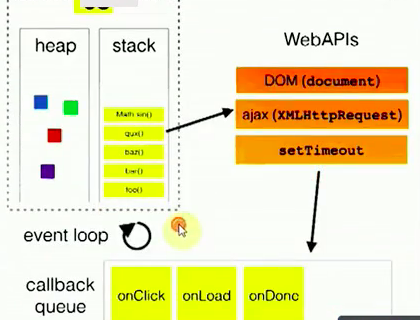 heap
stack
Math.sin()
qux()
baz()
bar()
foo()
WebAPIs
DOM (document)
ajax (XMLHttpRequest)
setTimeout
event loop
callback
queue
onClick
onLoad
onDone